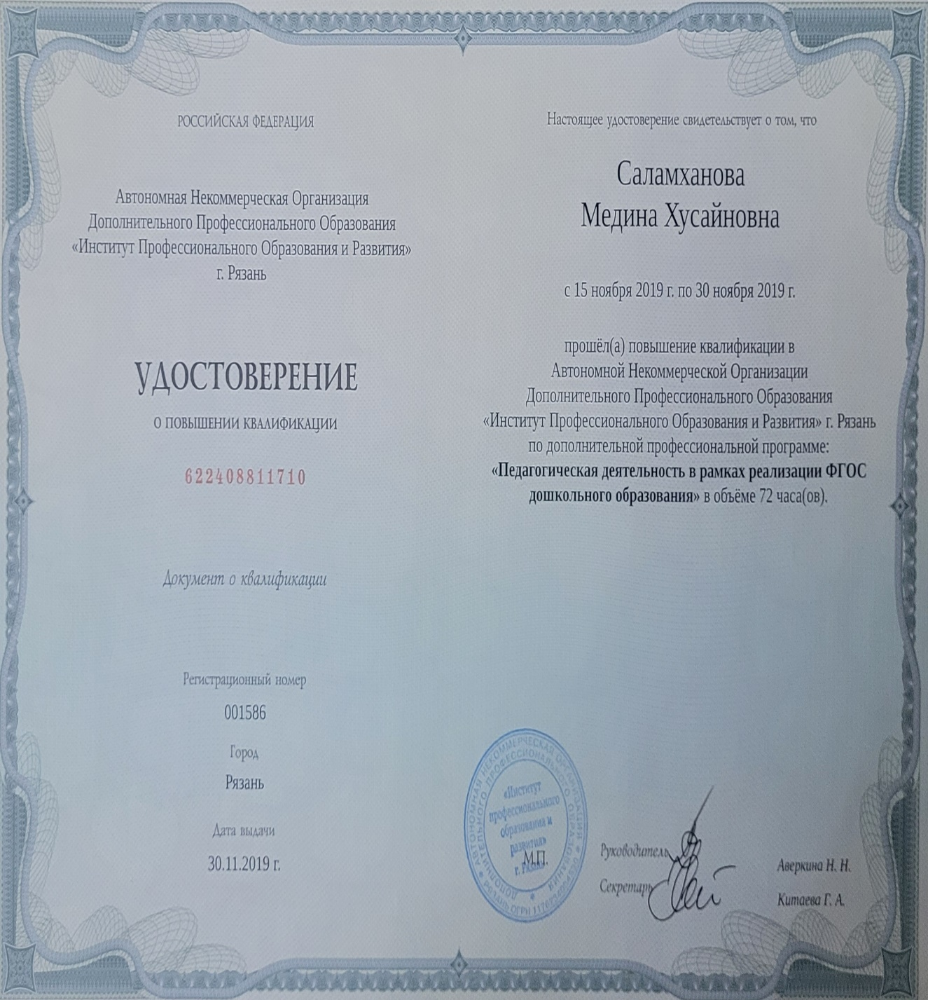 РОССИЙСКАЯ ФЕДЕРАЦИЯ
Автономная Некоммерческая Организация
Дополнительного Профессионального Образования
«Институт Профессионального Образования и Развития»
г. Рязань
УДОСТОВЕРЕНИЕ
О ПОВЫШЕНИИ КВАЛИФИКАЦИИ
622408811710
Документ о квалификации
Регистрационный номер
001586
Город
Рязань
Дата выдачи
30.11.2019 г.
Настоящее удостоверение свидетельствует о том, что
Саламханова
Медина Хусайновна
с 15 ноября 2019 г. по 30 ноября 2019 г.
прошёл(а) повышение квалификации в
Автономной Некоммерческой Организации
Дополнительного Профессионального Образования
«Институт Профессионального Образования и Развития» г. Рязань
по дополнительной профессиональной программе:
«Педагогическая деятельность в рамках реализации ФГОС
дошкольного образования» в объёме 72 часа(ов).
АВТОНОМНАЯ НЕКОММЕРЧЕСКАЯ ОРГАНИЗАЦИЯ
ДОПОЛНИТЕЛЬНОГО ПРОФЕССИОНАЛЬНОГО ОБРАЗОВАНИЯ
«Институт
профессионального
образования и
развития»
г. Рязань
М.П.
Руководитель
Аверкина Н. Н.
Секретарь
Китаева Г. А.